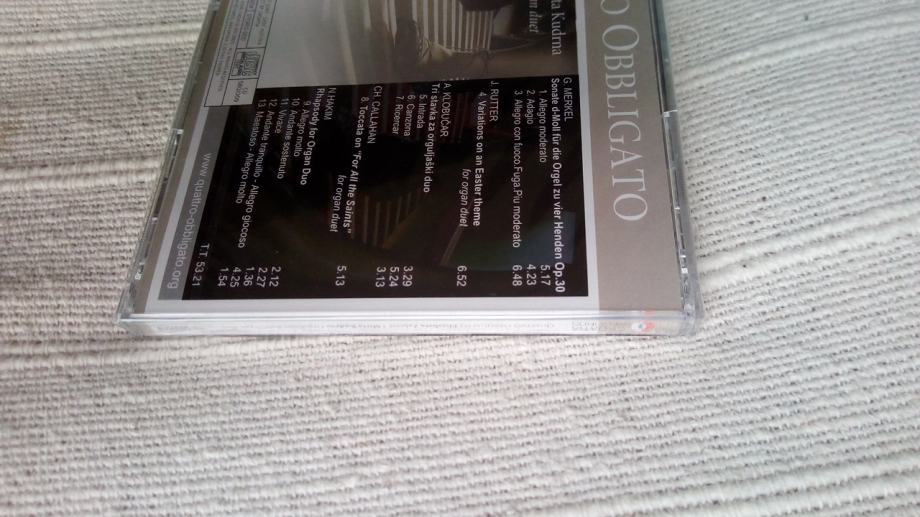 O OBBLIGATO
ta Kudrna
n duet
G. MERKEL
Sonate d-Moll für die Orgel zu vier Henden Op.30
1. Allegro moderato 5.17
2. Adagio 4.23
3. Allegro con fuoco Fuga.Piu moderato 6.48
J. RUTTER
4. Variations on an Easter theme 6.52
for organ duet
A. KLOBUČAR
Tri stavka za orguljaški duo
5. Intrada 3.29
6. Canzona 5.24
7. Ricercar 3.13
CH. CALLAHAN
8. Toccata on "For All the Saints" 5.13
for organ duet
N. HAKIM
Rhapsody for Organ Duo
9. Allegro molto 2.12
10. Andante sostenuto 2.27
11. Vivace 1.36
12. Andante tranquillo - Allegro giocoso 4.25
13. Maestoso - Allegro molto 1.54
T.T. 53.21
www.quattro-obbligato.org